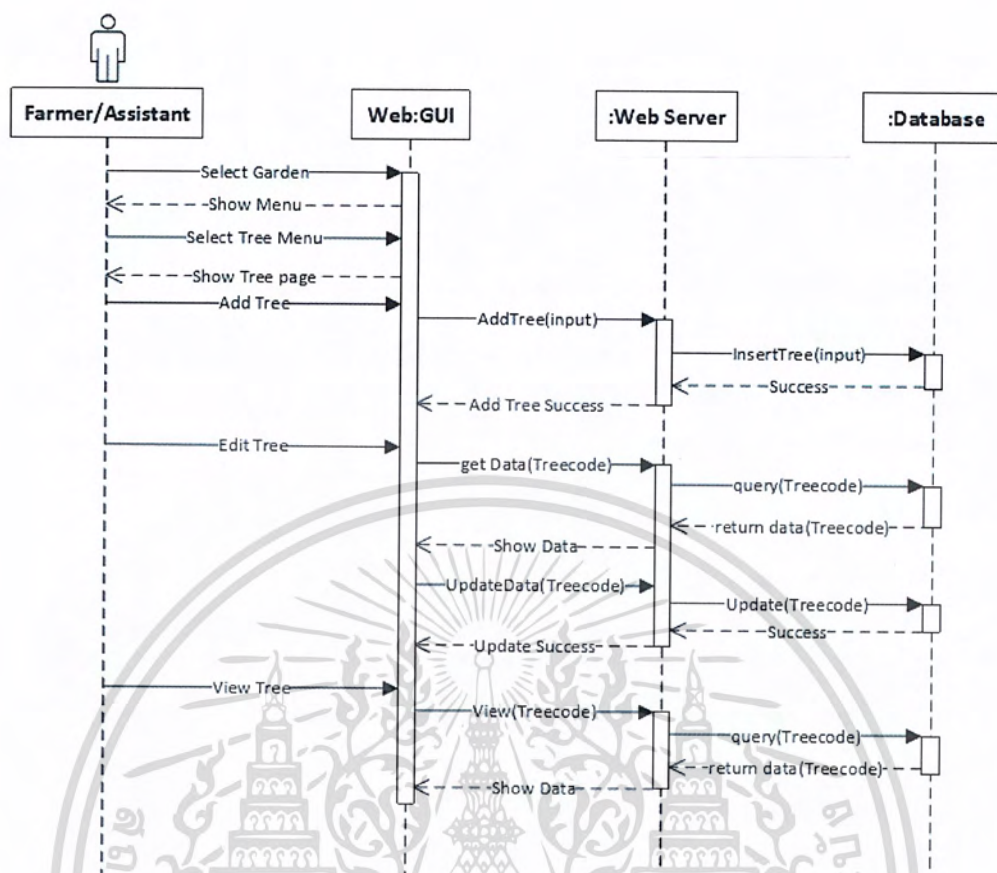 Farmer/Assistant
Web:GUI
:Web Server
:Database
Select Garden
Show Menu
Select Tree Menu
Show Tree page
Add Tree
AddTree(input)
InsertTree(input)
Success
Add Tree Success
Edit Tree
get Data(Treecode)
query(Treecode)
return data(Treecode)
Show Data
UpdateData(Treecode)
Update(Treecode)
Success
Update Success
View Tree
View(Treecode)
query(Treecode)
return data(Treecode)
Show Data